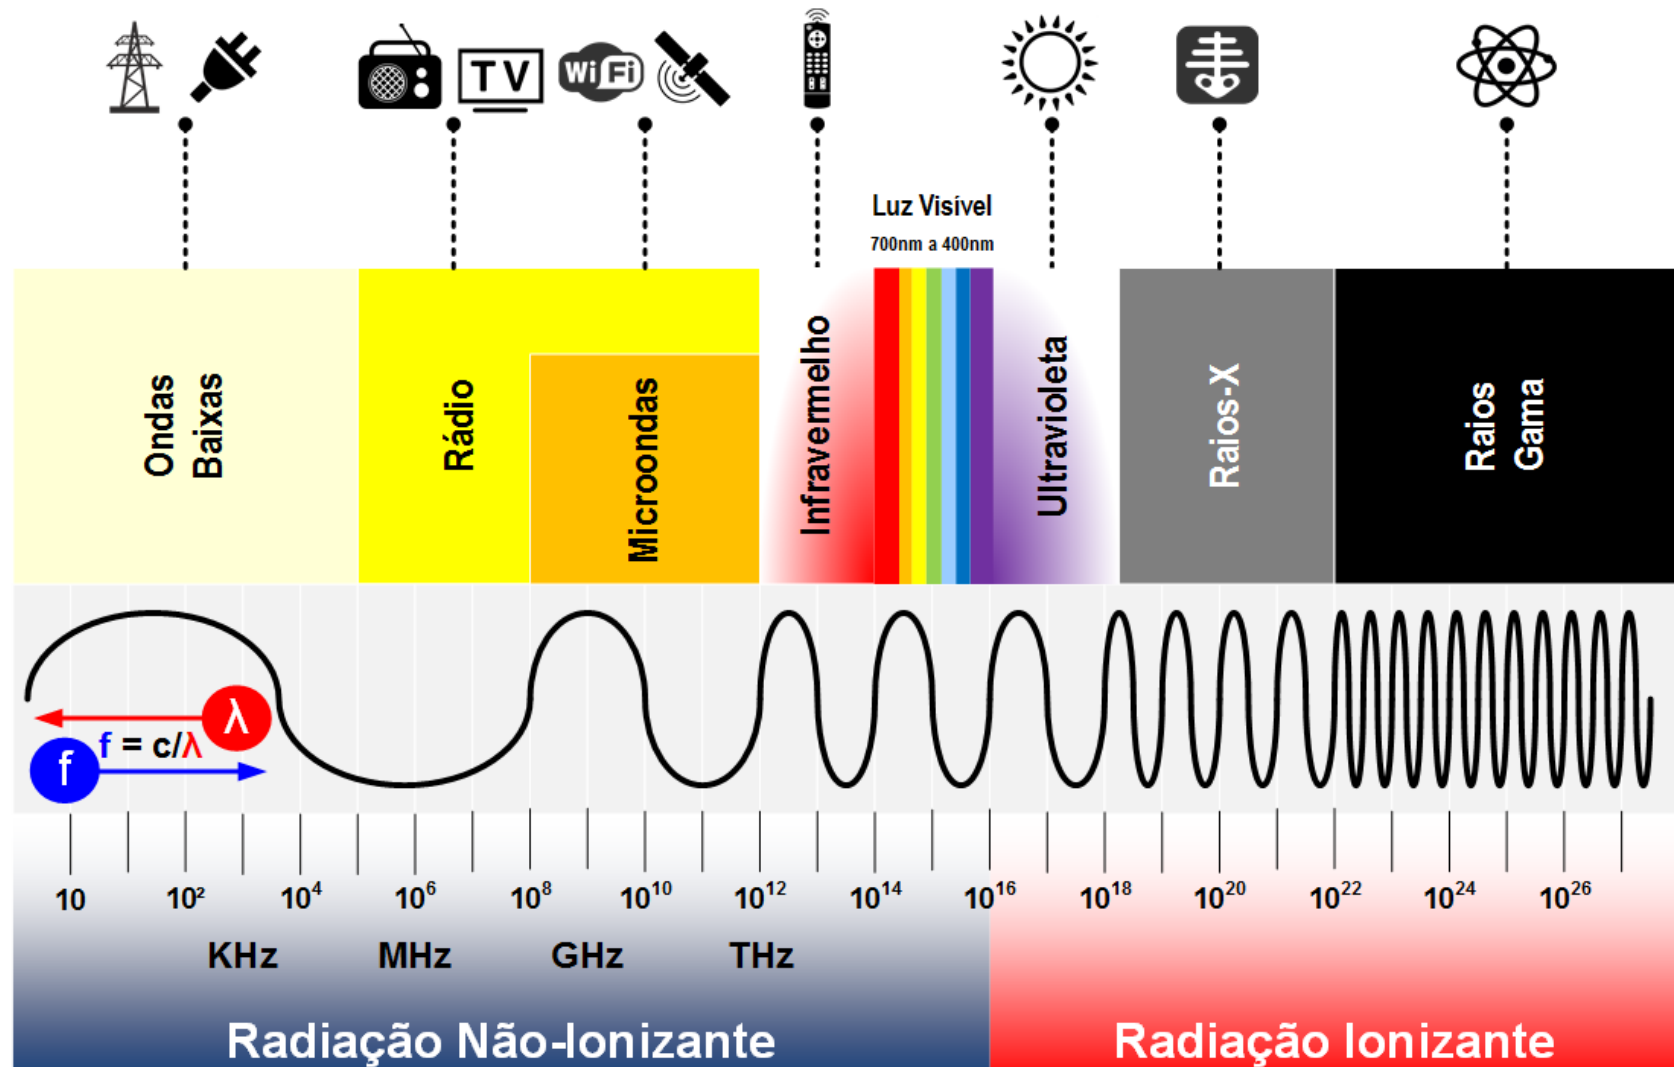 TV
WiFi
Luz Visível
700nm a 400nm
Ondas
Baixas
Rádio
Microondas
Infravermelho
Ultravioleta
Raios-X
Raios
Gama
λ
f = c/λ
f
10 10² 10⁴ 10⁶ 10⁸ 10¹⁰ 10¹² 10¹⁴ 10¹⁶ 10¹⁸ 10²⁰ 10²² 10²⁴ 10²⁶
KHz MHz GHz THz
Radiação Não-Ionizante Radiação Ionizante